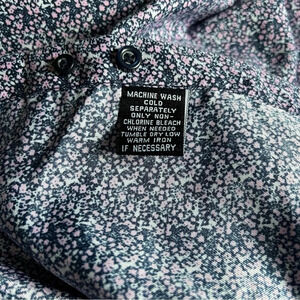 MACHINE WASH
COLD
SEPARATELY
ONLY NON-
CHLORINE BLEACH
WHEN NEEDED
TUMBLE DRY LOW
WARM IRON
IF NECESSARY